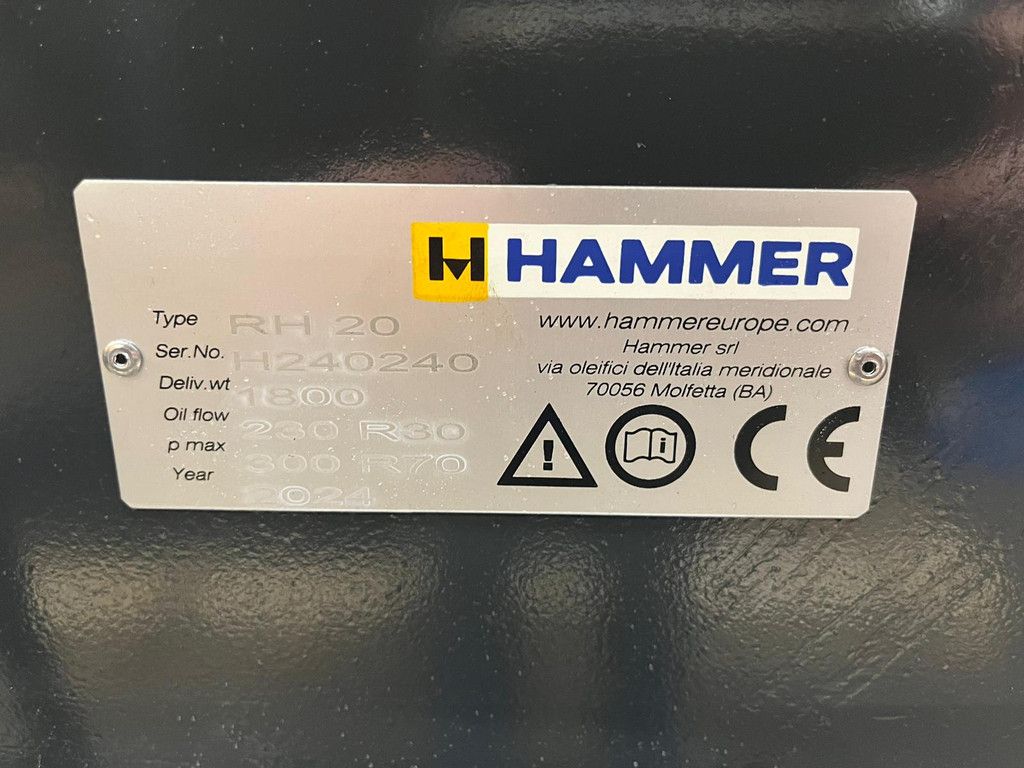 H HAMMER
www.hammereurope.com
Hammer srl
via oleifici dell'Italia meridionale
70056 Molfetta (BA)
Type RH 20
Ser.No. H240240
Deliv.wt 1800
Oil flow 230 R30
p max 300 R70
Year 2024
CE